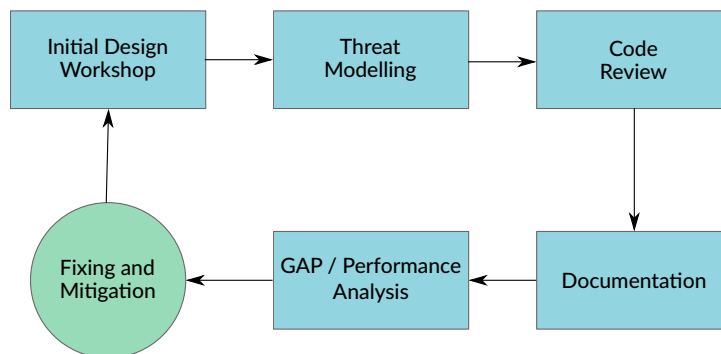 Initial Design
Workshop
Threat
Modelling
Code
Review
Fixing and
Mitigation
GAP / Performance
Analysis
Documentation